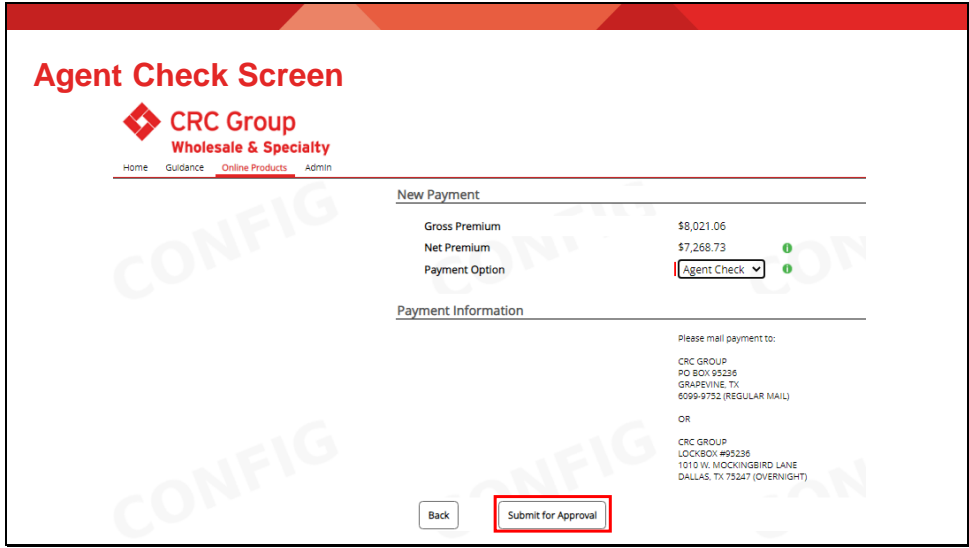 Agent Check Screen
CRC Group
Wholesale & Specialty
Home Guidance Online Products Admin
New Payment
Gross Premium $8,021.06
Net Premium $7,268.73
Payment Option Agent Check
Payment Information
Please mail payment to:
CRC GROUP
PO BOX 95236
GRAPEVINE, TX
6099-9752 (REGULAR MAIL)
OR
CRC GROUP
LOCKBOX #95236
1010 W. MOCKINGBIRD LANE
DALLAS, TX 75247 (OVERNIGHT)
Back Submit for Approval
CONFIG
CONFIG
CONFIG